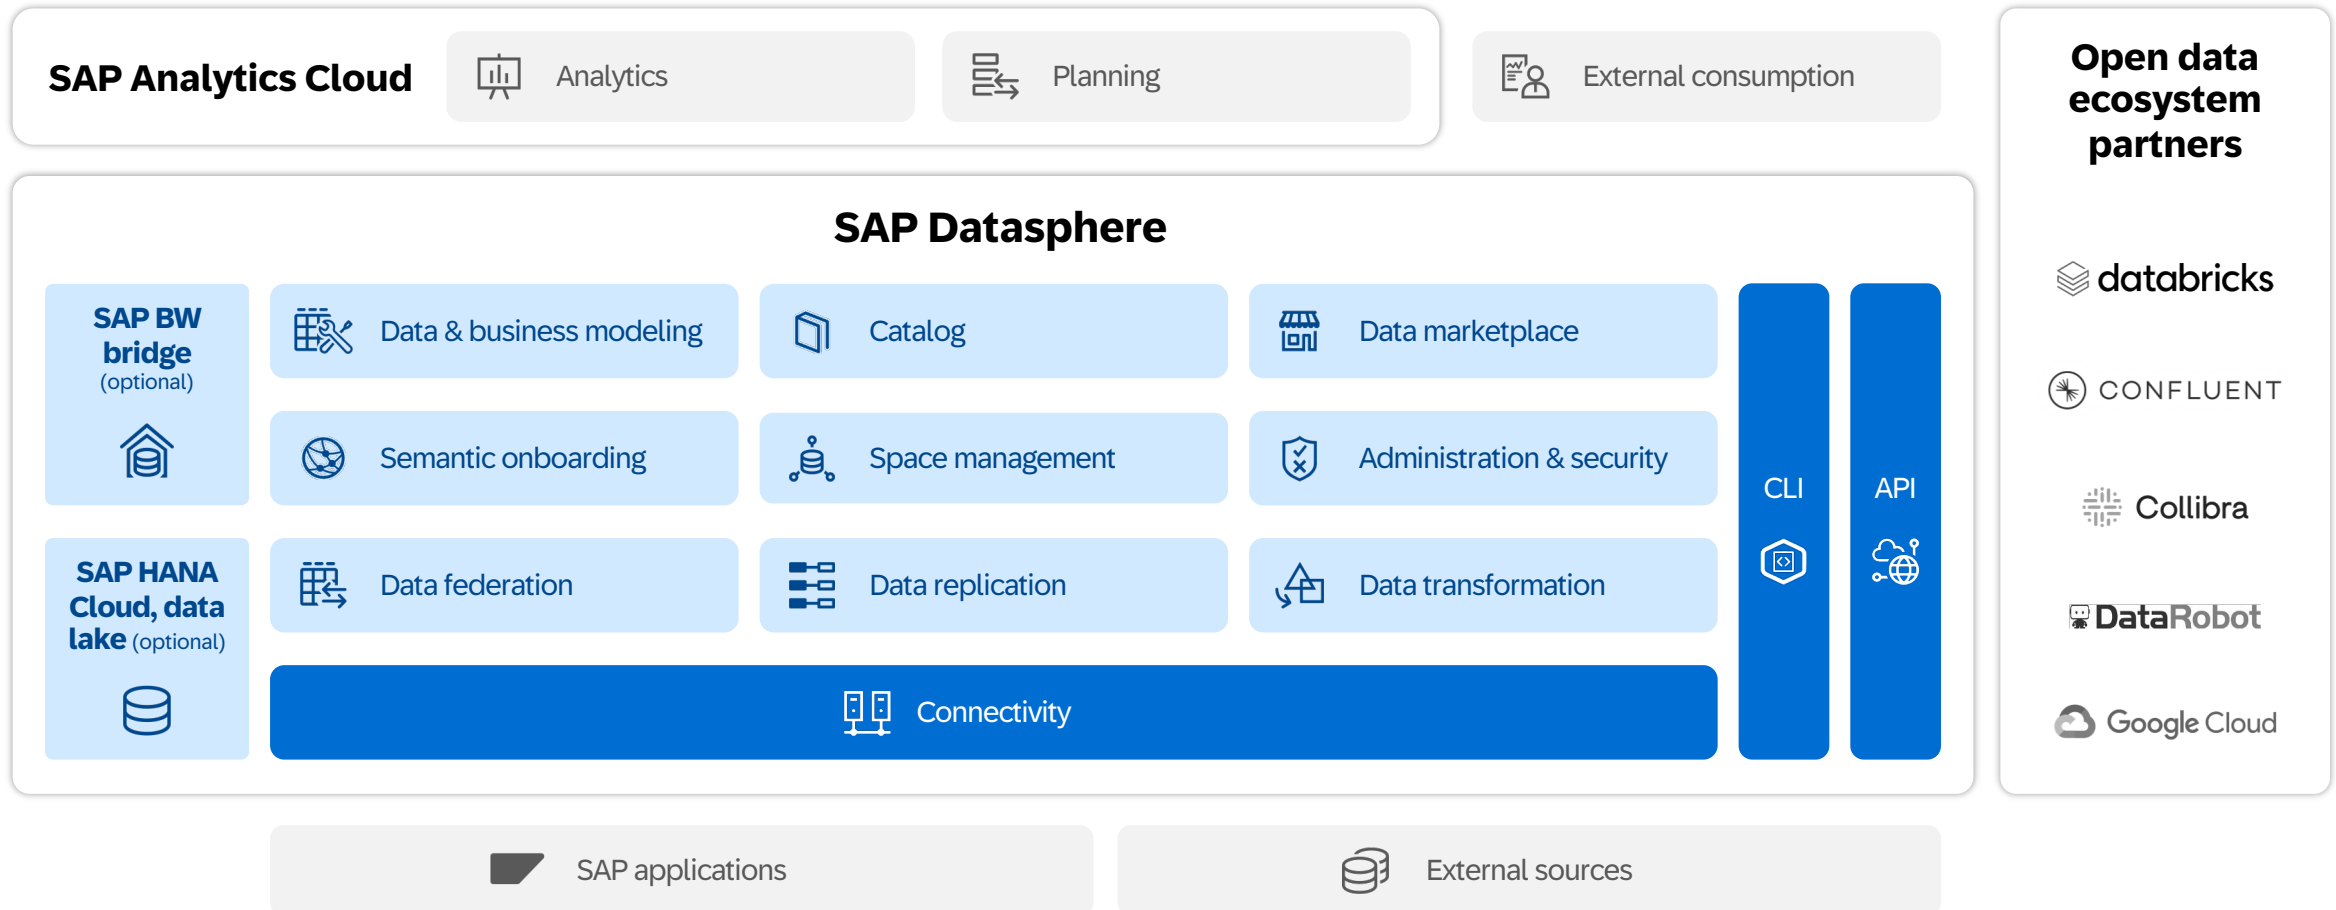 SAP Analytics Cloud
Analytics
Planning
External consumption
Open data
ecosystem
partners
databricks
CONFLUENT
Collibra
DataRobot
Google Cloud
SAP Datasphere
SAP BW
bridge
(optional)
Data & business modeling
Catalog
Data marketplace
Semantic onboarding
Space management
Administration & security
SAP HANA
Cloud, data
lake (optional)
Data federation
Data replication
Data transformation
Connectivity
CLI
API
SAP applications
External sources